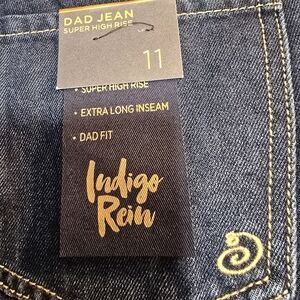 DAD JEAN
SUPER HIGH RISE
11
• SUPER HIGH RISE
• EXTRA LONG INSEAM
• DAD FIT
Indigo
Rein